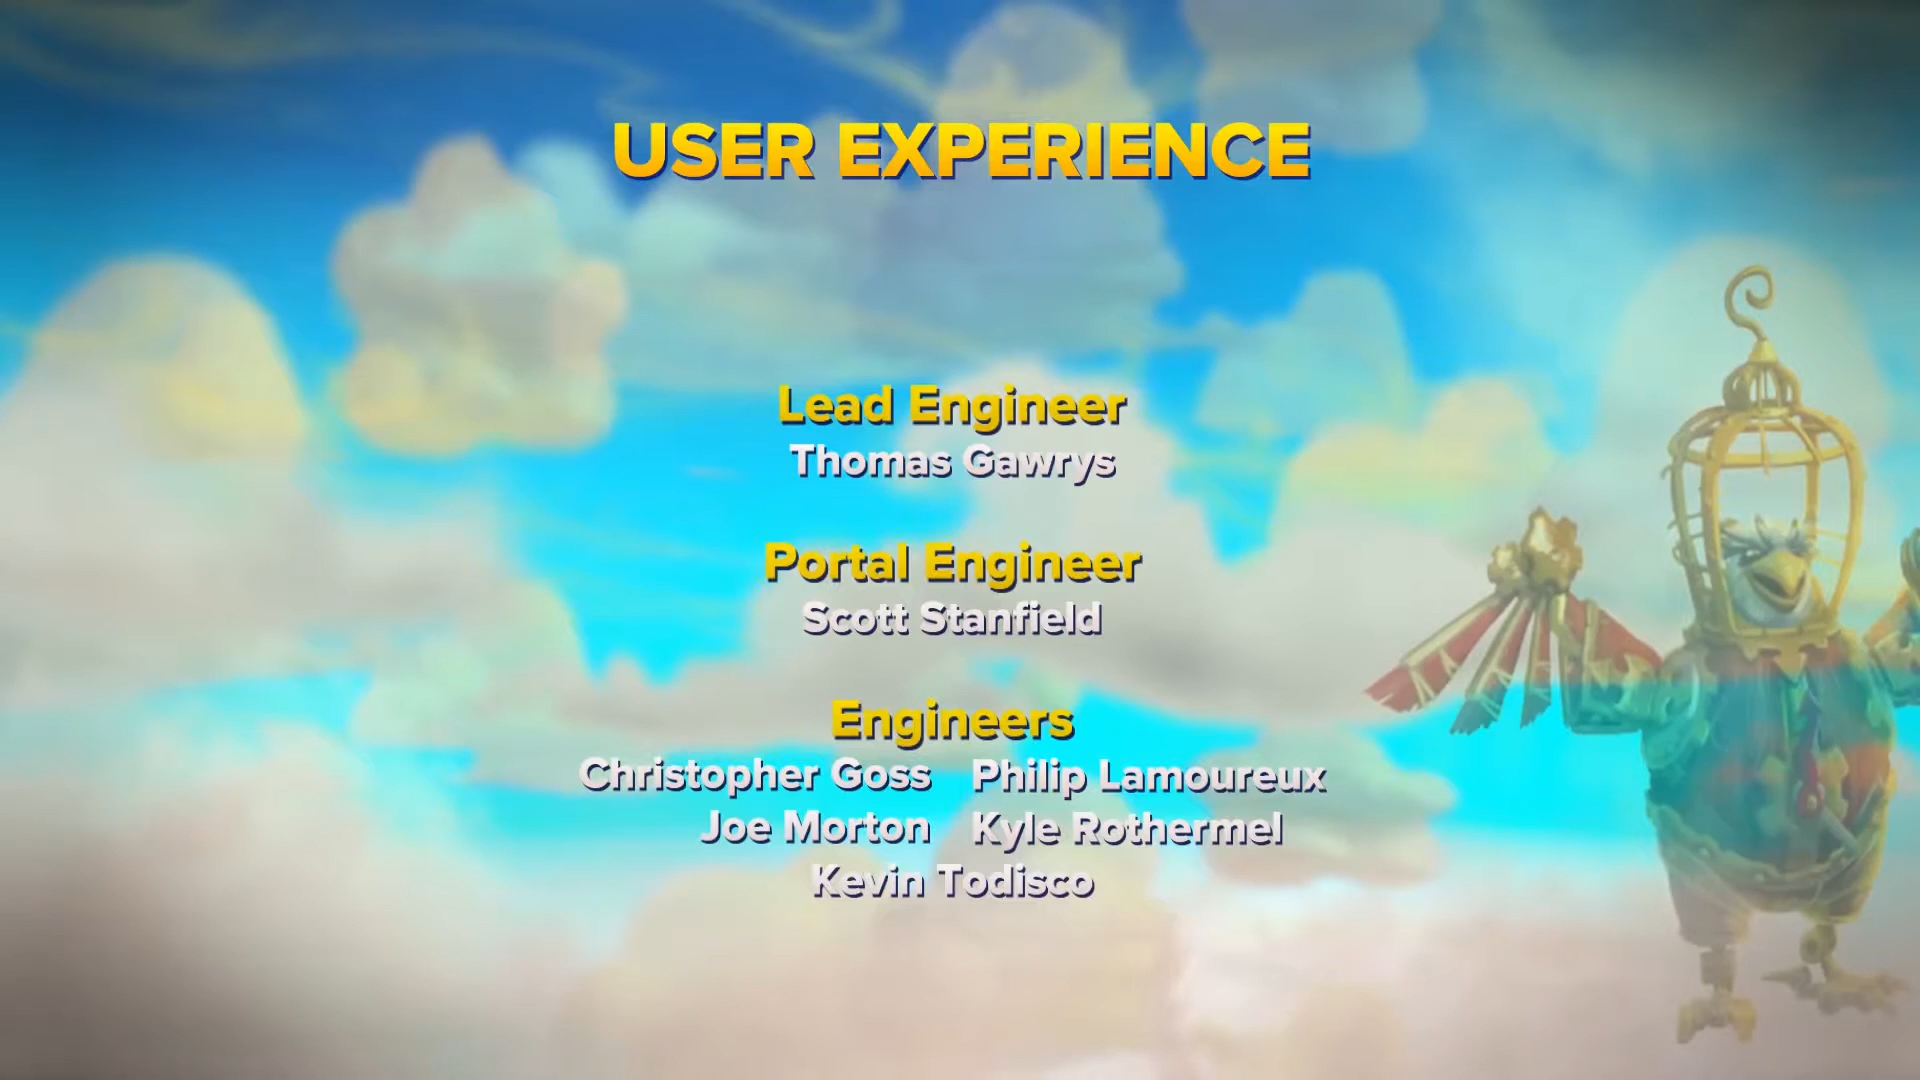 USER EXPERIENCE
Lead Engineer
Thomas Gawrys
Portal Engineer
Scott Stanfield
Engineers
Christopher Goss Philip Lamoureux
Joe Morton Kyle Rothermel
Kevin Todisco